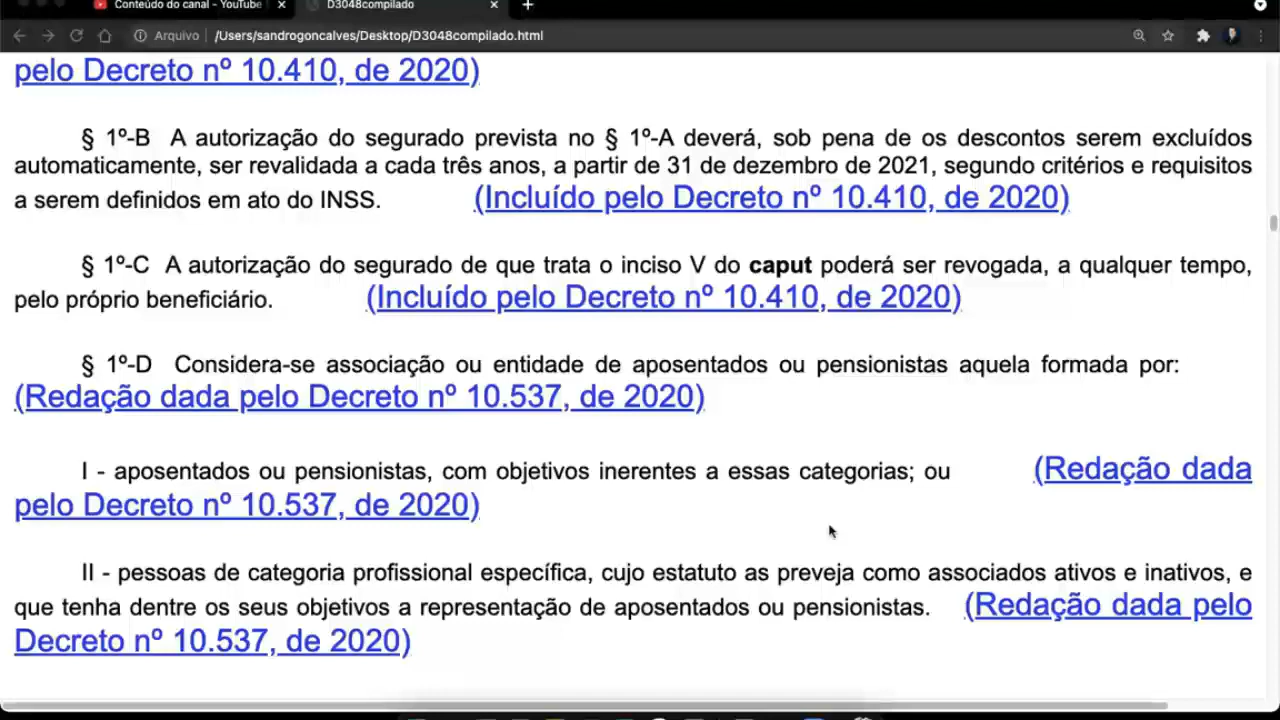 Conteúdo do canal - YouTube
D3048compilado
Arquivo /Users/sandrogoncalves/Desktop/D3048compilado.html
pelo Decreto nº 10.410, de 2020)
§ 1º-B A autorização do segurado prevista no § 1º-A deverá, sob pena de os descontos serem excluídos
automaticamente, ser revalidada a cada três anos, a partir de 31 de dezembro de 2021, segundo critérios e requisitos
a serem definidos em ato do INSS. (Incluído pelo Decreto nº 10.410, de 2020)
§ 1º-C A autorização do segurado de que trata o inciso V do caput poderá ser revogada, a qualquer tempo,
pelo próprio beneficiário. (Incluído pelo Decreto nº 10.410, de 2020)
§ 1º-D Considera-se associação ou entidade de aposentados ou pensionistas aquela formada por:
(Redação dada pelo Decreto nº 10.537, de 2020)
I - aposentados ou pensionistas, com objetivos inerentes a essas categorias; ou (Redação dada
pelo Decreto nº 10.537, de 2020)
II - pessoas de categoria profissional específica, cujo estatuto as preveja como associados ativos e inativos, e
que tenha dentre os seus objetivos a representação de aposentados ou pensionistas. (Redação dada pelo
Decreto nº 10.537, de 2020)